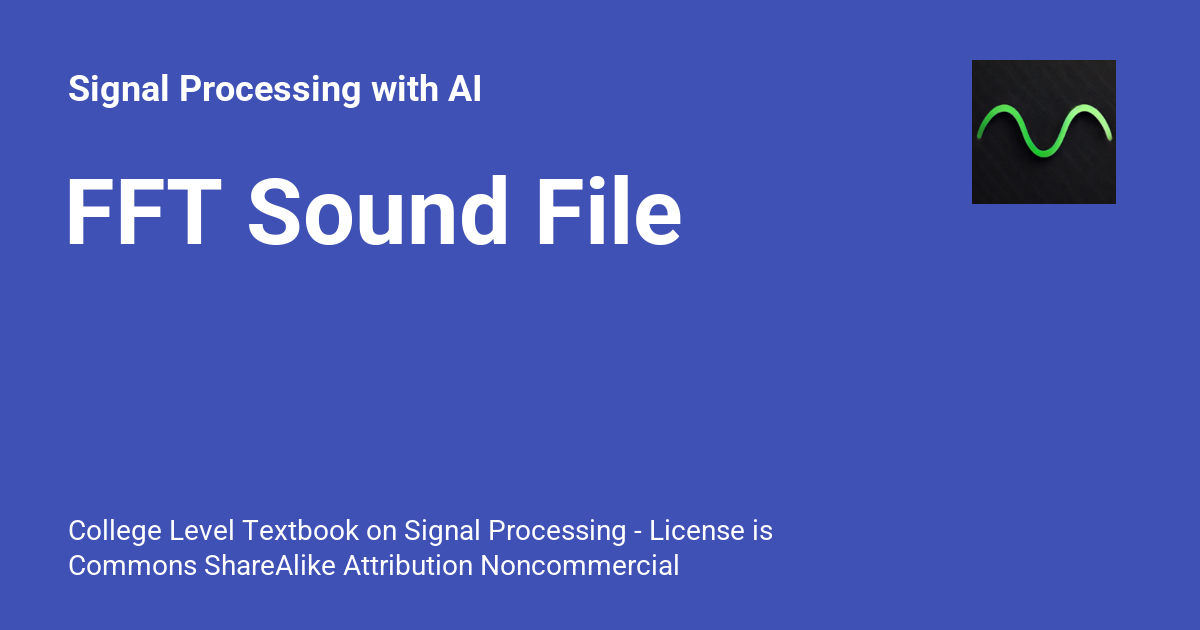 Signal Processing with AI
FFT Sound File
College Level Textbook on Signal Processing - License is
Commons ShareAlike Attribution Noncommercial